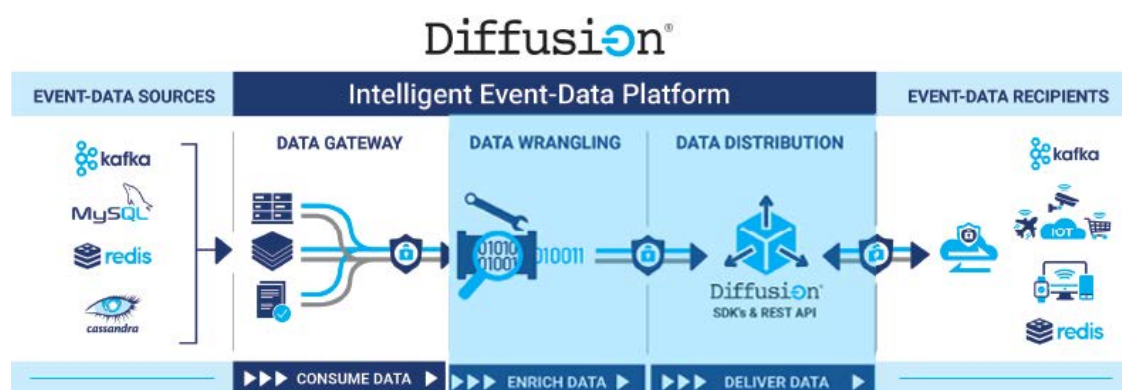 Diffusion®
EVENT-DATA SOURCES
Intelligent Event-Data Platform
EVENT-DATA RECIPIENTS
DATA GATEWAY
DATA WRANGLING
DATA DISTRIBUTION
kafka
MySQL
redis
cassandra
01010
01001
010011
Diffusion®
SDK's & REST API
kafka
IOT
redis
CONSUME DATA
ENRICH DATA
DELIVER DATA